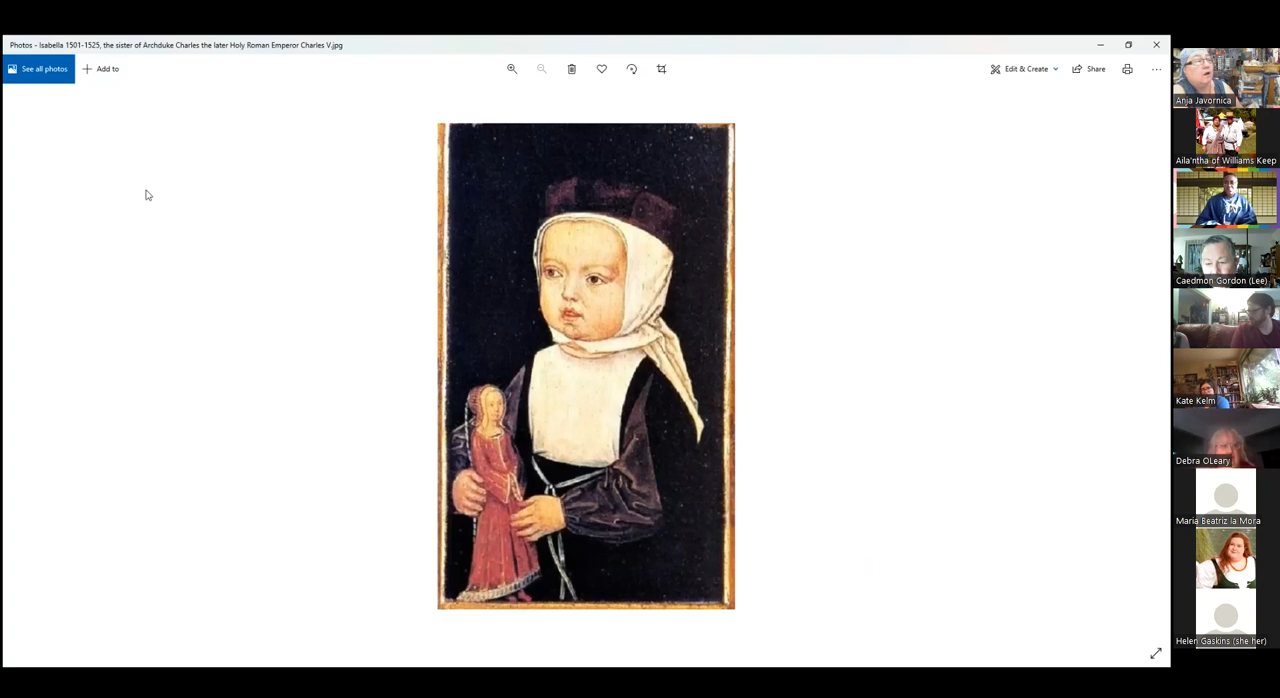 Photos - Isabella 1501-1525, the sister of Archduke Charles the later Holy Roman Emperor Charles V.jpg
See all photos
Add to
Edit & Create
Share
Anja Javornica
Aila'ntha of Williams Keep
Caedmon Gordon (Lee)
Kate Kelm
Debra OLeary
Maria Beatriz la Mora
Helen Gaskins (she her)